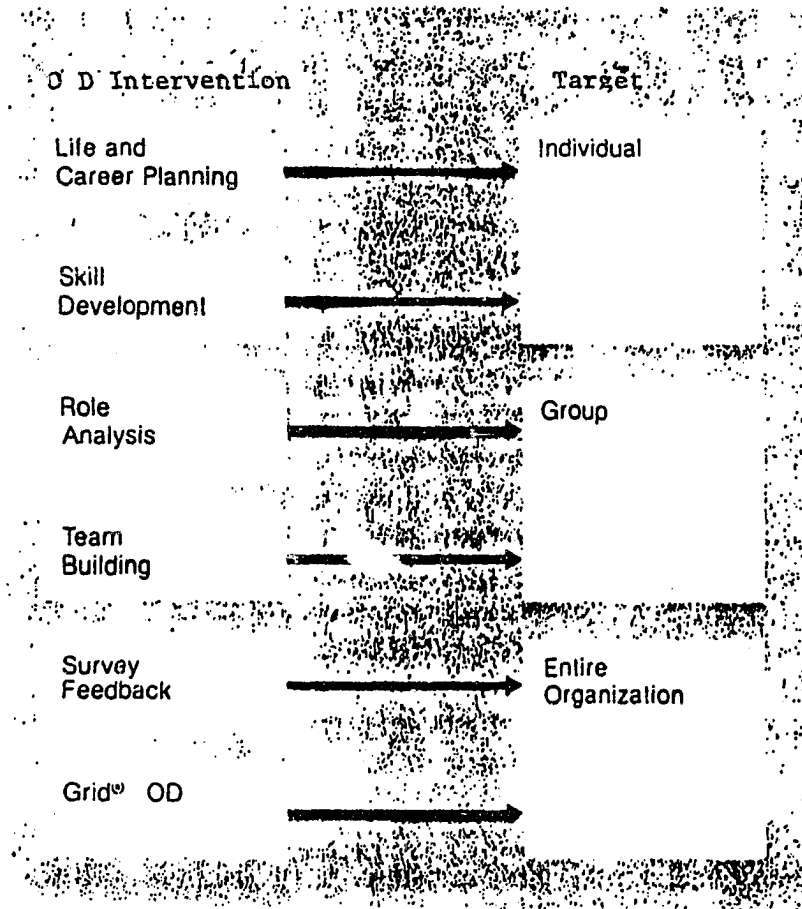 O D Intervention
Target
Life and
Career Planning
Individual
Skill
Development
Role
Analysis
Group
Team
Building
Survey
Feedback
Entire
Organization
Grid® OD